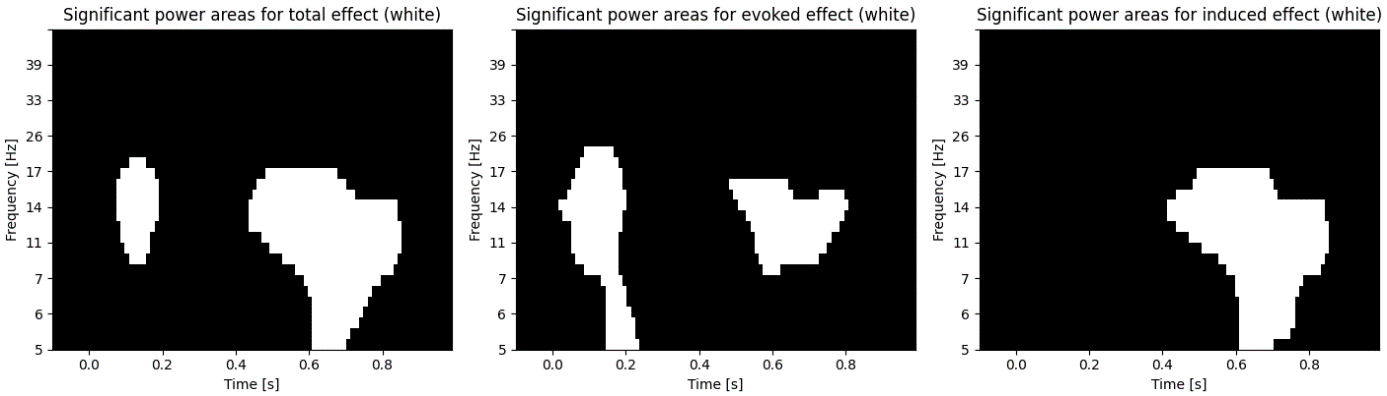 Significant power areas for total effect (white)
39
33
26
17
14
11
7
6
5
Frequency [Hz]
0.0 0.2 0.4 0.6 0.8
Time [s]
Significant power areas for evoked effect (white)
39
33
26
17
14
11
7
6
5
Frequency [Hz]
0.0 0.2 0.4 0.6 0.8
Time [s]
Significant power areas for induced effect (white)
39
33
26
17
14
11
7
6
5
Frequency [Hz]
0.0 0.2 0.4 0.6 0.8
Time [s]